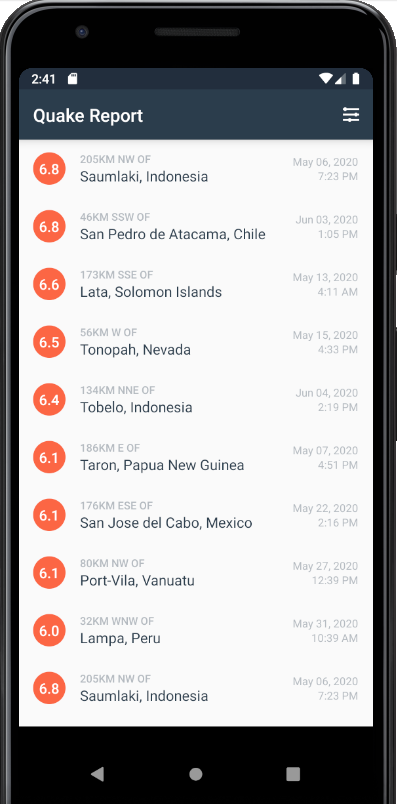 2:41
Quake Report
6.8
205KM NW OF
Saumlaki, Indonesia
May 06, 2020
7:23 PM
6.8
46KM SSW OF
San Pedro de Atacama, Chile
Jun 03, 2020
1:05 PM
6.6
173KM SSE OF
Lata, Solomon Islands
May 13, 2020
4:11 AM
6.5
56KM W OF
Tonopah, Nevada
May 15, 2020
4:33 PM
6.4
134KM NNE OF
Tobelo, Indonesia
Jun 04, 2020
2:19 PM
6.1
186KM E OF
Taron, Papua New Guinea
May 07, 2020
4:51 PM
6.1
176KM ESE OF
San Jose del Cabo, Mexico
May 22, 2020
2:16 PM
6.1
80KM NW OF
Port-Vila, Vanuatu
May 27, 2020
12:39 PM
6.0
32KM WNW OF
Lampa, Peru
May 31, 2020
10:39 AM
6.8
205KM NW OF
Saumlaki, Indonesia
May 06, 2020
7:23 PM